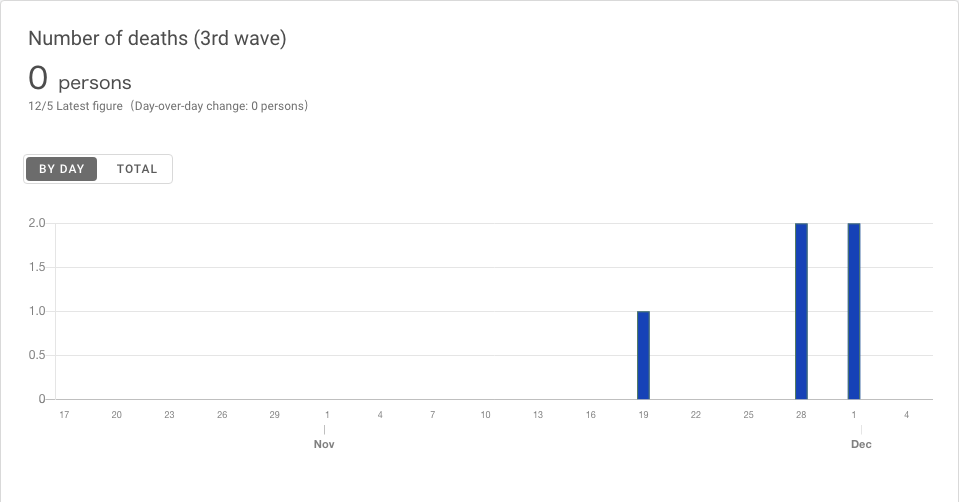 Number of deaths (3rd wave)
0 persons
12/5 Latest figure（Day-over-day change: 0 persons）
BY DAY TOTAL
2.0
1.5
1.0
0.5
0
17 20 23 26 29 1 4 7 10 13 16 19 22 25 28 1 4
Nov Dec